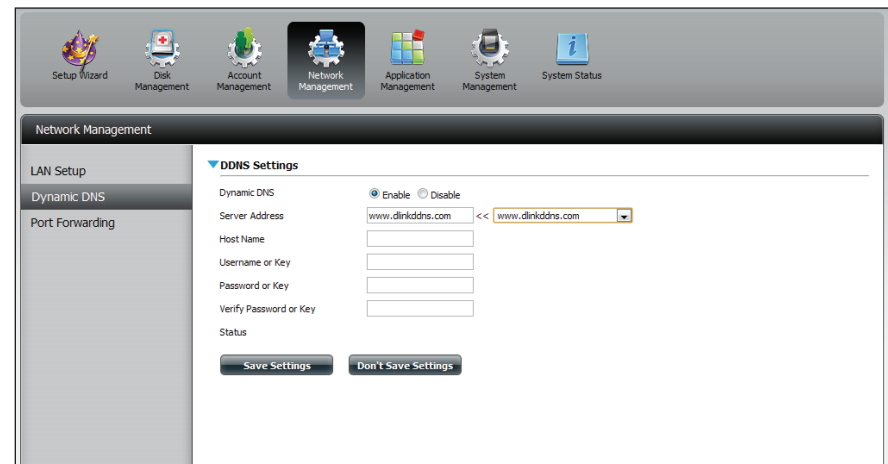 Setup Wizard
Disk Management
Account Management
Network Management
Application Management
System Management
System Status
Network Management
LAN Setup
Dynamic DNS
Port Forwarding
DDNS Settings
Dynamic DNS Enable Disable
Server Address www.dlinkddns.com << www.dlinkddns.com
Host Name
Username or Key
Password or Key
Verify Password or Key
Status
Save Settings Don't Save Settings